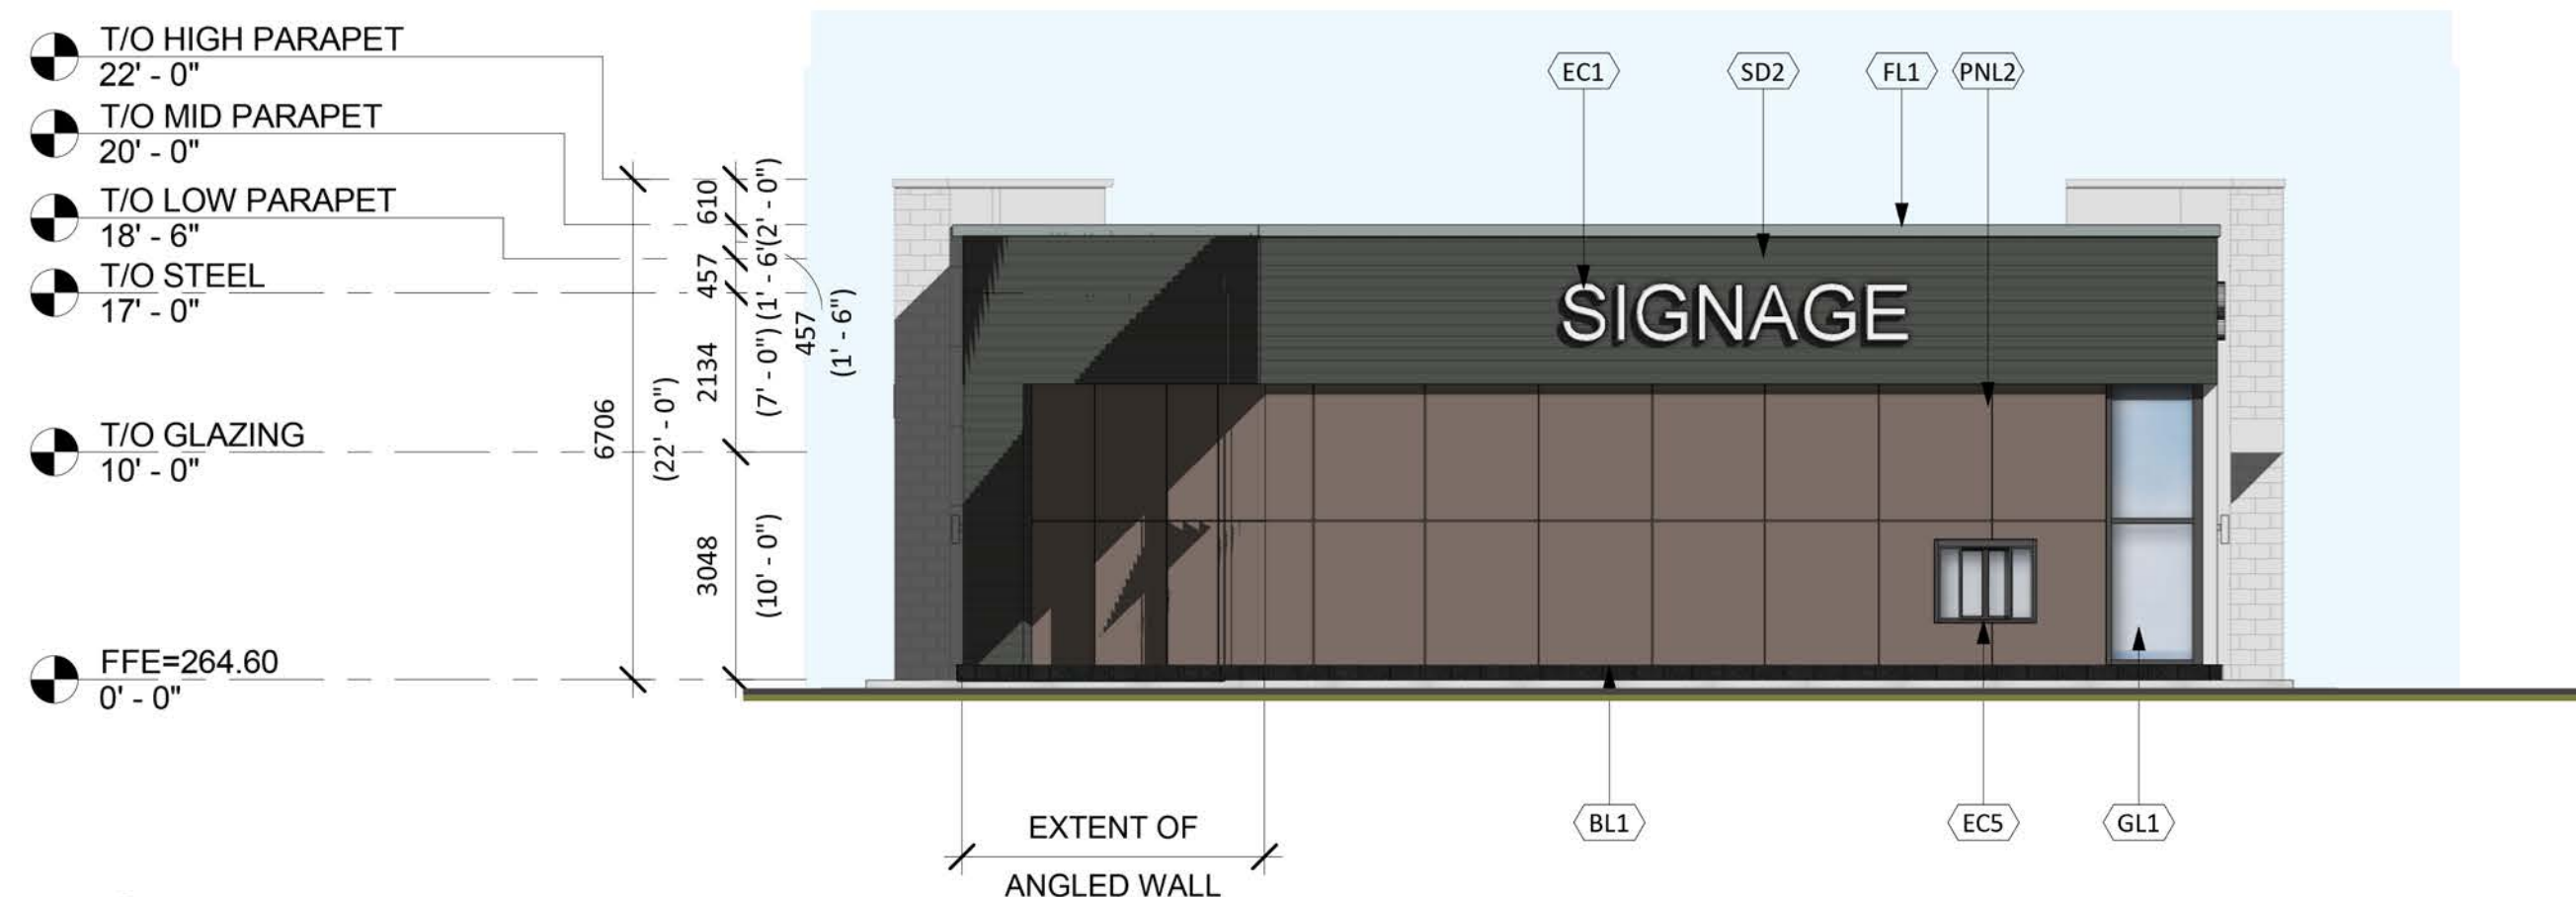 T/O HIGH PARAPET
22' - 0"
T/O MID PARAPET
20' - 0"
T/O LOW PARAPET
18' - 6"
T/O STEEL
17' - 0"
T/O GLAZING
10' - 0"
FFE=264.60
0' - 0"
6706
(22' - 0")
610
(2' - 0")
457
(1' - 6")
457
(1' - 6")
2134
(7' - 0")
3048
(10' - 0")
EC1
SD2
FL1
PNL2
SIGNAGE
BL1
EC5
GL1
EXTENT OF
ANGLED WALL